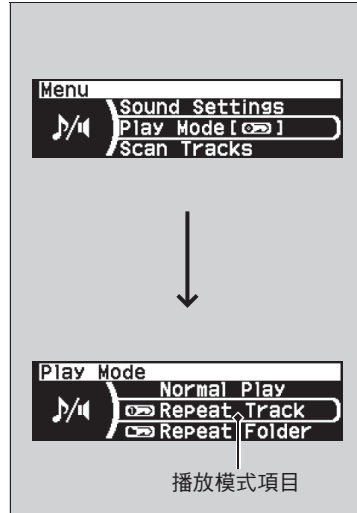 Menu
Sound Settings
Play Mode[ ]
Scan Tracks
Play Mode
Normal Play
Repeat Track
Repeat Folder
播放模式項目